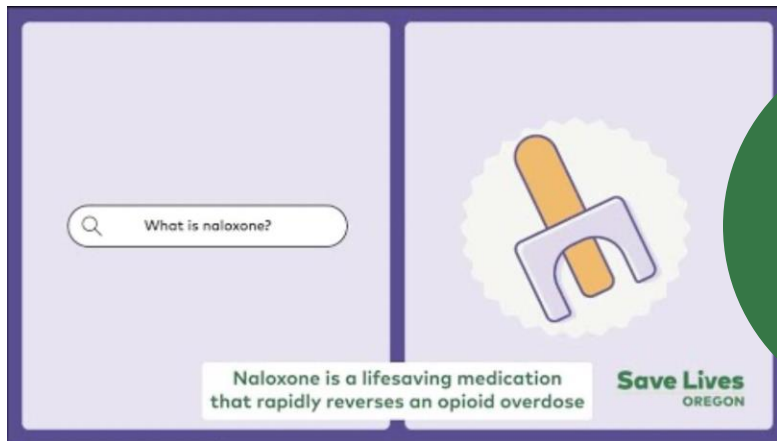 What is naloxone?
Naloxone is a lifesaving medication
that rapidly reverses an opioid overdose
Save Lives
OREGON